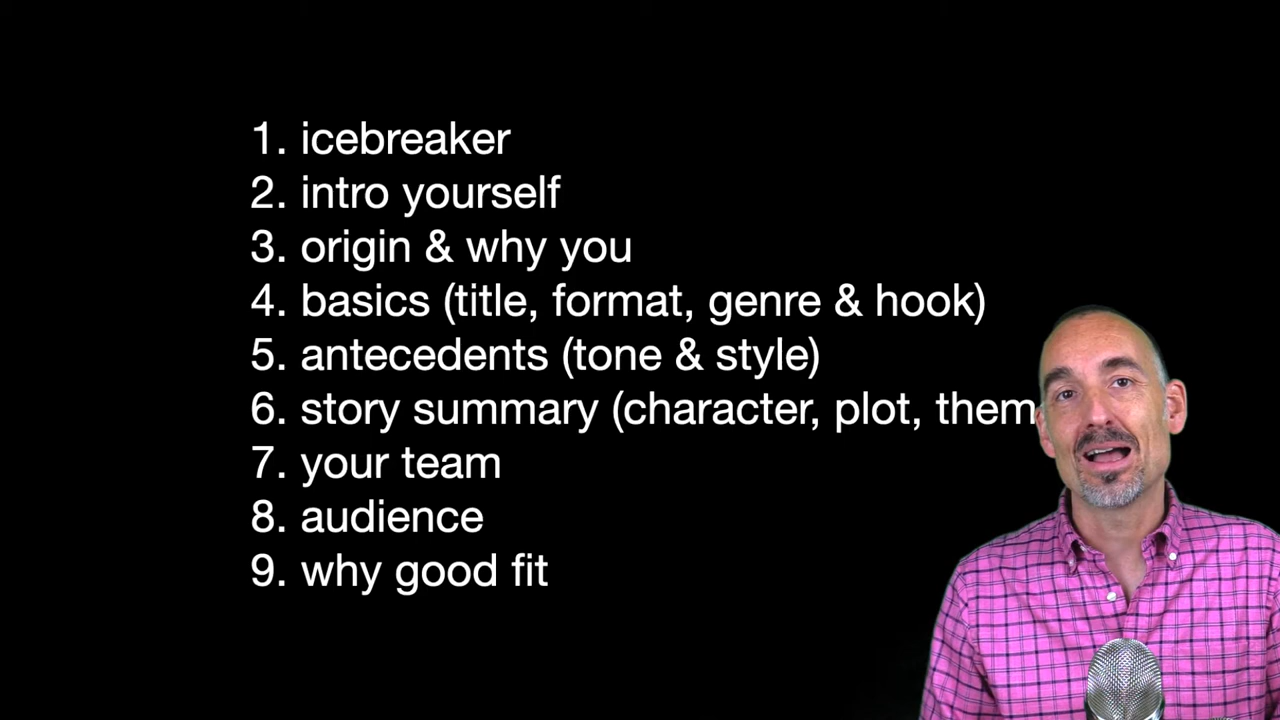 1. icebreaker
2. intro yourself
3. origin & why you
4. basics (title, format, genre & hook)
5. antecedents (tone & style)
6. story summary (character, plot, them
7. your team
8. audience
9. why good fit